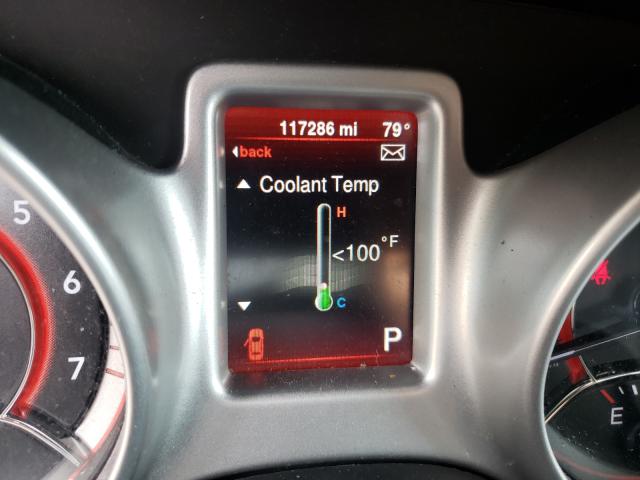 117286 mi 79°
back
Coolant Temp
H
<100 °F
C
P
5
6
7
E